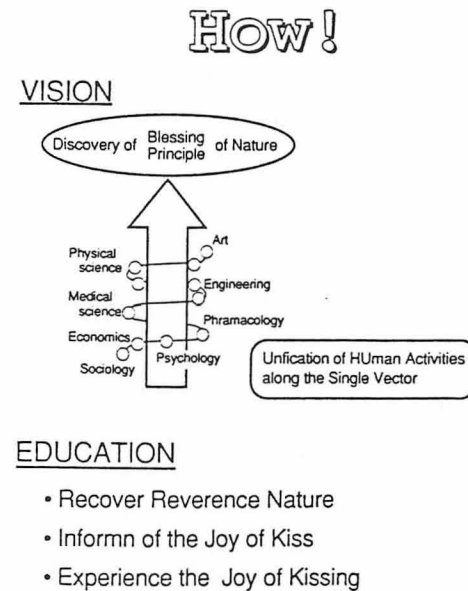 How!
VISION
Discovery of Blessing Principle of Nature
Art
Physical
science
Engineering
Medical
science
Phramacology
Economics
Psychology
Sociology
Unfication of HUman Activities
along the Single Vector
EDUCATION
• Recover Reverence Nature
• Informn of the Joy of Kiss
• Experience the Joy of Kissing